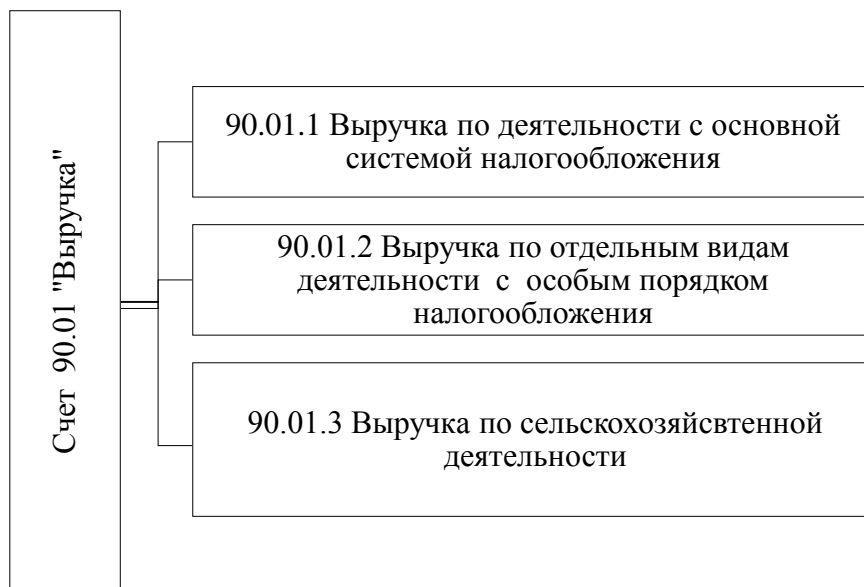 Счет 90.01 "Выручка"
90.01.1 Выручка по деятельности с основной
системой налогообложения
90.01.2 Выручка по отдельным видам
деятельности с особым порядком
налогообложения
90.01.3 Выручка по сельскохозяйсвтенной
деятельности